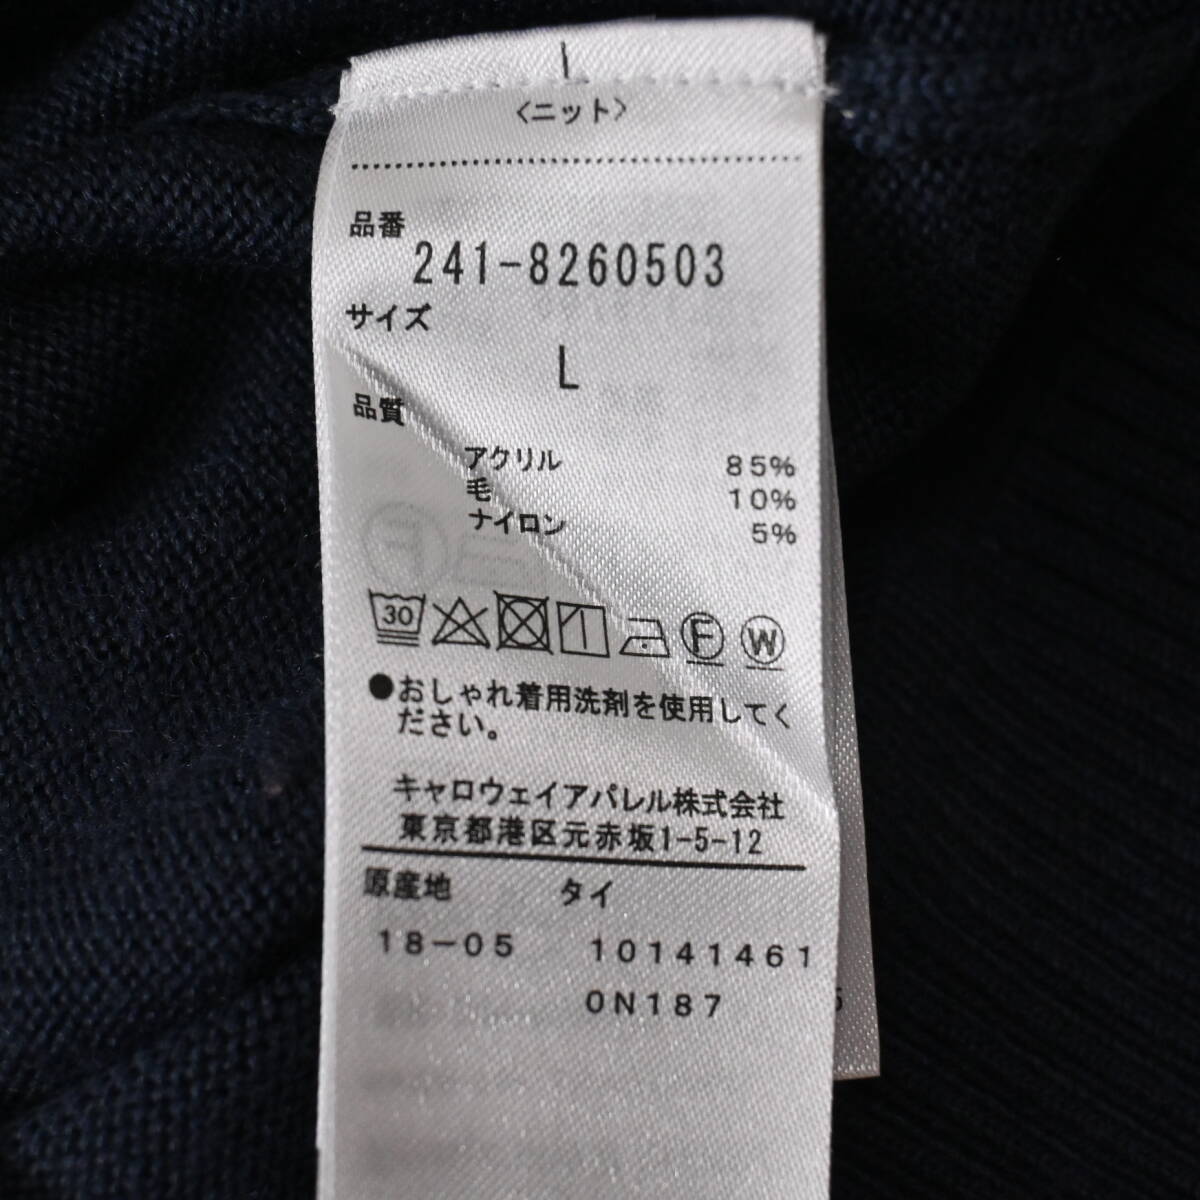 L
〈ニット〉
品番
241-8260503
サイズ
L
品質
アクリル 85%
毛 10%
ナイロン 5%
30 F W
●おしゃれ着用洗剤を使用してく
ださい。
キャロウェイアパレル株式会社
東京都港区元赤坂1-5-12
原産地 タイ
18-05 10141461
0N187